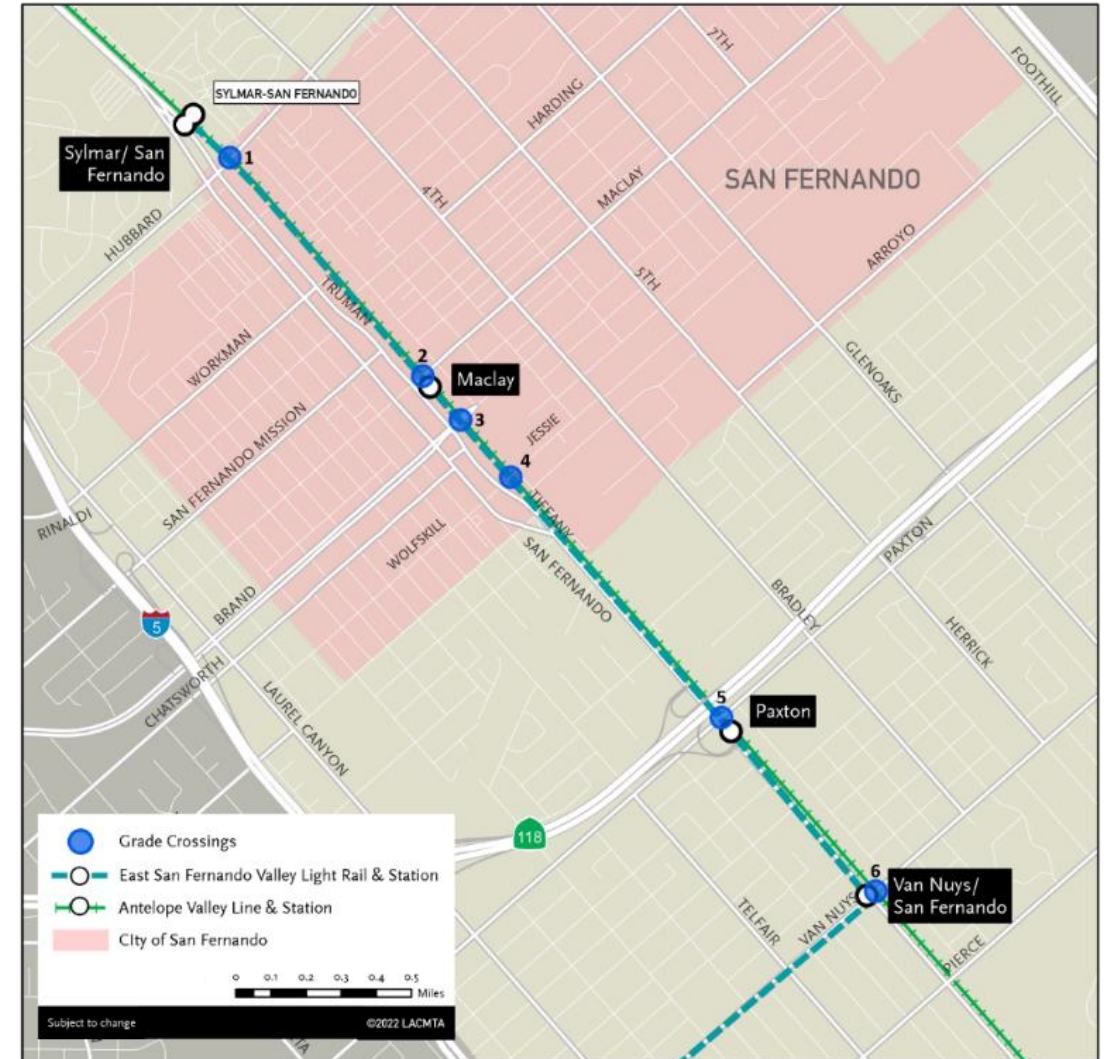 7TH
FOOTHILL
SYLMAR-SAN FERNANDO
HARDING
Sylmar/ San
Fernando
1
MACLAY
SAN FERNANDO
4TH
HUBBARD
ARROYO
5TH
TRUMAN
WORKMAN
2
Maclay
GLENOAKS
3
JESSIE
SAN FERNANDO MISSION
4
TIFFANY
RINALDI
WOLFSKILL
PAXTON
SAN FERNANDO
BRAND
BRADLEY
5
HERRICK
CHATSWORTH
LAUREL CANYON
5
Paxton
118
Grade Crossings
East San Fernando Valley Light Rail & Station
Antelope Valley Line & Station
City of San Fernando
6
Van Nuys/
San Fernando
VAN NUYS
TELFAIR
PIERCE
0 0.1 0.2 0.3 0.4 0.5
Miles
Subject to change
©2022 LACMTA